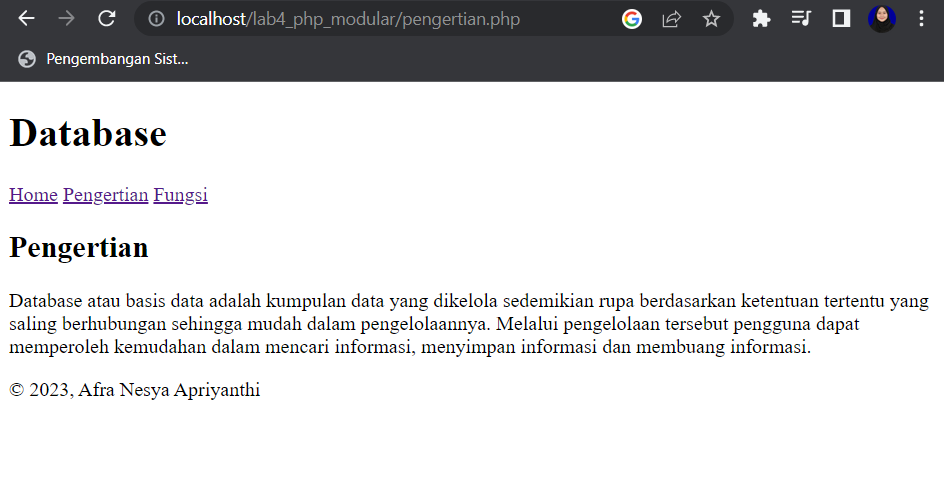 localhost/lab4_php_modular/pengertian.php
Pengembangan Sist...
Database
Home Pengertian Fungsi
Pengertian
Database atau basis data adalah kumpulan data yang dikelola sedemikian rupa berdasarkan ketentuan tertentu yang
saling berhubungan sehingga mudah dalam pengelolaannya. Melalui pengelolaan tersebut pengguna dapat
memperoleh kemudahan dalam mencari informasi, menyimpan informasi dan membuang informasi.
© 2023, Afra Nesya Apriyanthi